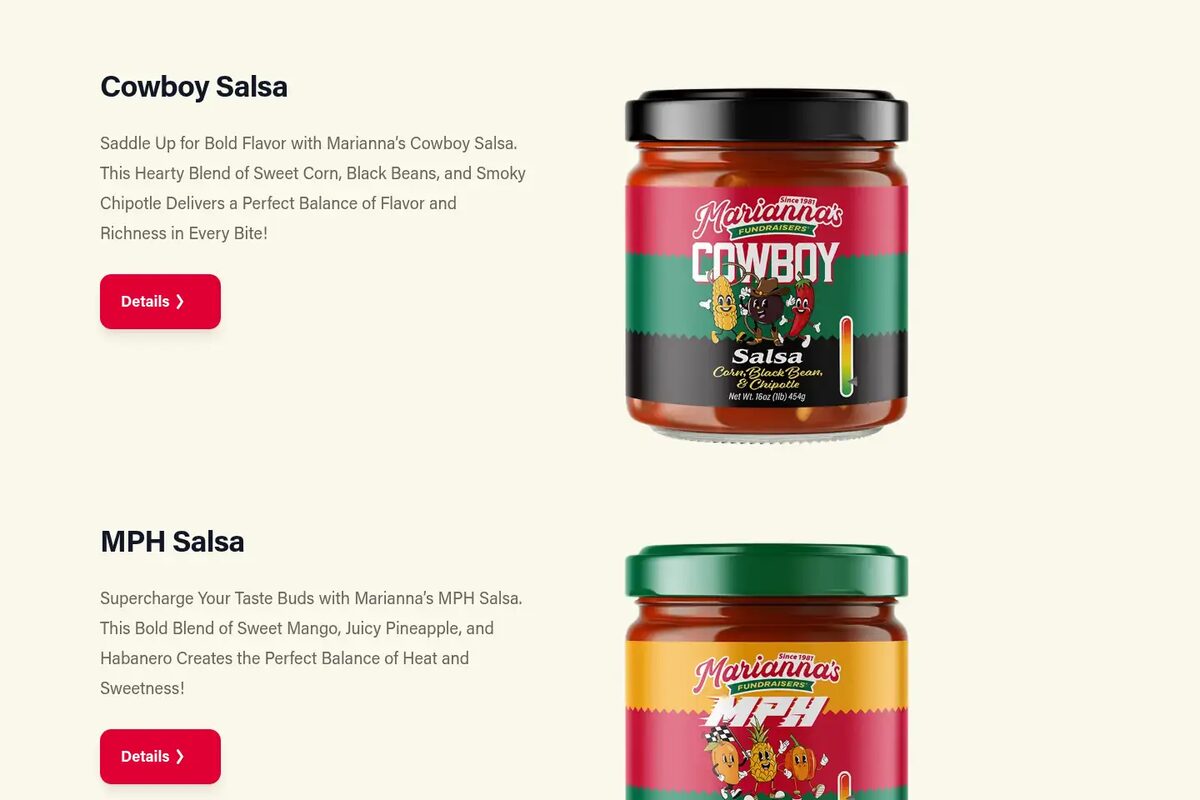 Cowboy Salsa
Saddle Up for Bold Flavor with Marianna’s Cowboy Salsa.
This Hearty Blend of Sweet Corn, Black Beans, and Smoky
Chipotle Delivers a Perfect Balance of Flavor and
Richness in Every Bite!
Details ❯
Since 1981
Marianna's
FUNDRAISERS
COWBOY
Salsa
Corn, Black Bean,
& Chipotle
Net Wt. 16oz (1lb) 454g
MPH Salsa
Supercharge Your Taste Buds with Marianna’s MPH Salsa.
This Bold Blend of Sweet Mango, Juicy Pineapple, and
Habanero Creates the Perfect Balance of Heat and
Sweetness!
Details ❯
Since 1981
Marianna's
FUNDRAISERS
MPH